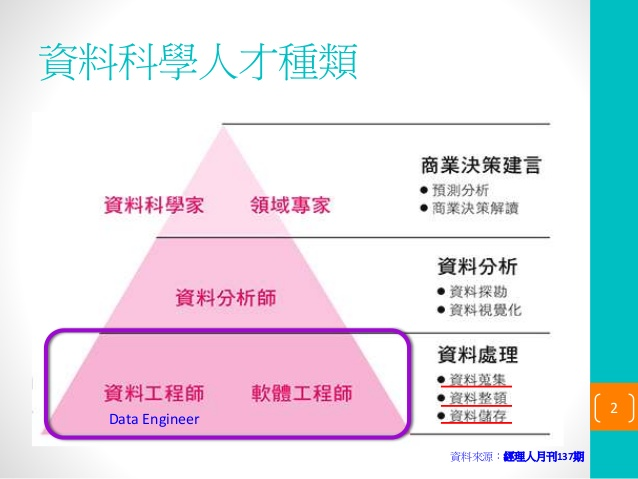 資料科學人才種類
商業決策建言
● 預測分析
● 商業決策解讀
資料科學家 領域專家
資料分析
● 資料探勘
● 資料視覺化
資料分析師
資料處理
● 資料蒐集
● 資料整頓
● 資料儲存
資料工程師 軟體工程師
Data Engineer
2
資料來源：經理人月刊137期